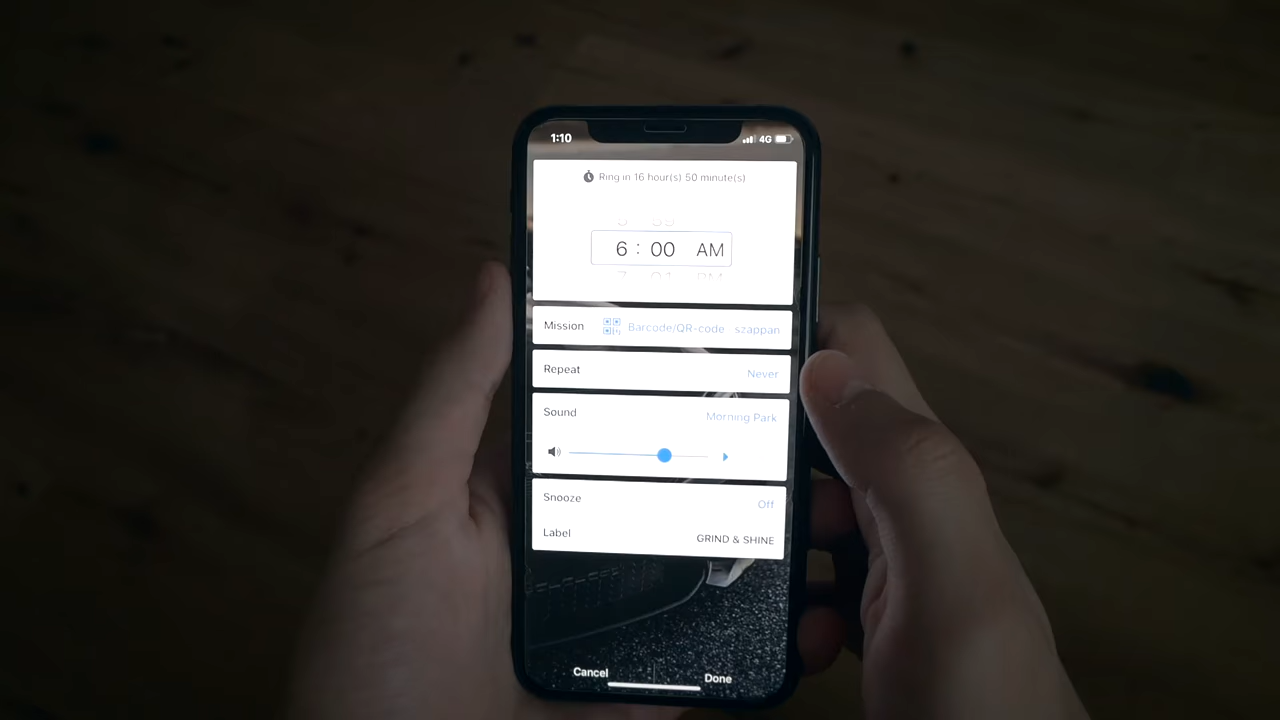 1:10 4G
Ring in 16 hour(s) 50 minute(s)
6 : 00 AM
Mission Barcode/QR-code szappan
Repeat Never
Sound Morning Park
Snooze Off
Label GRIND & SHINE
Cancel Done